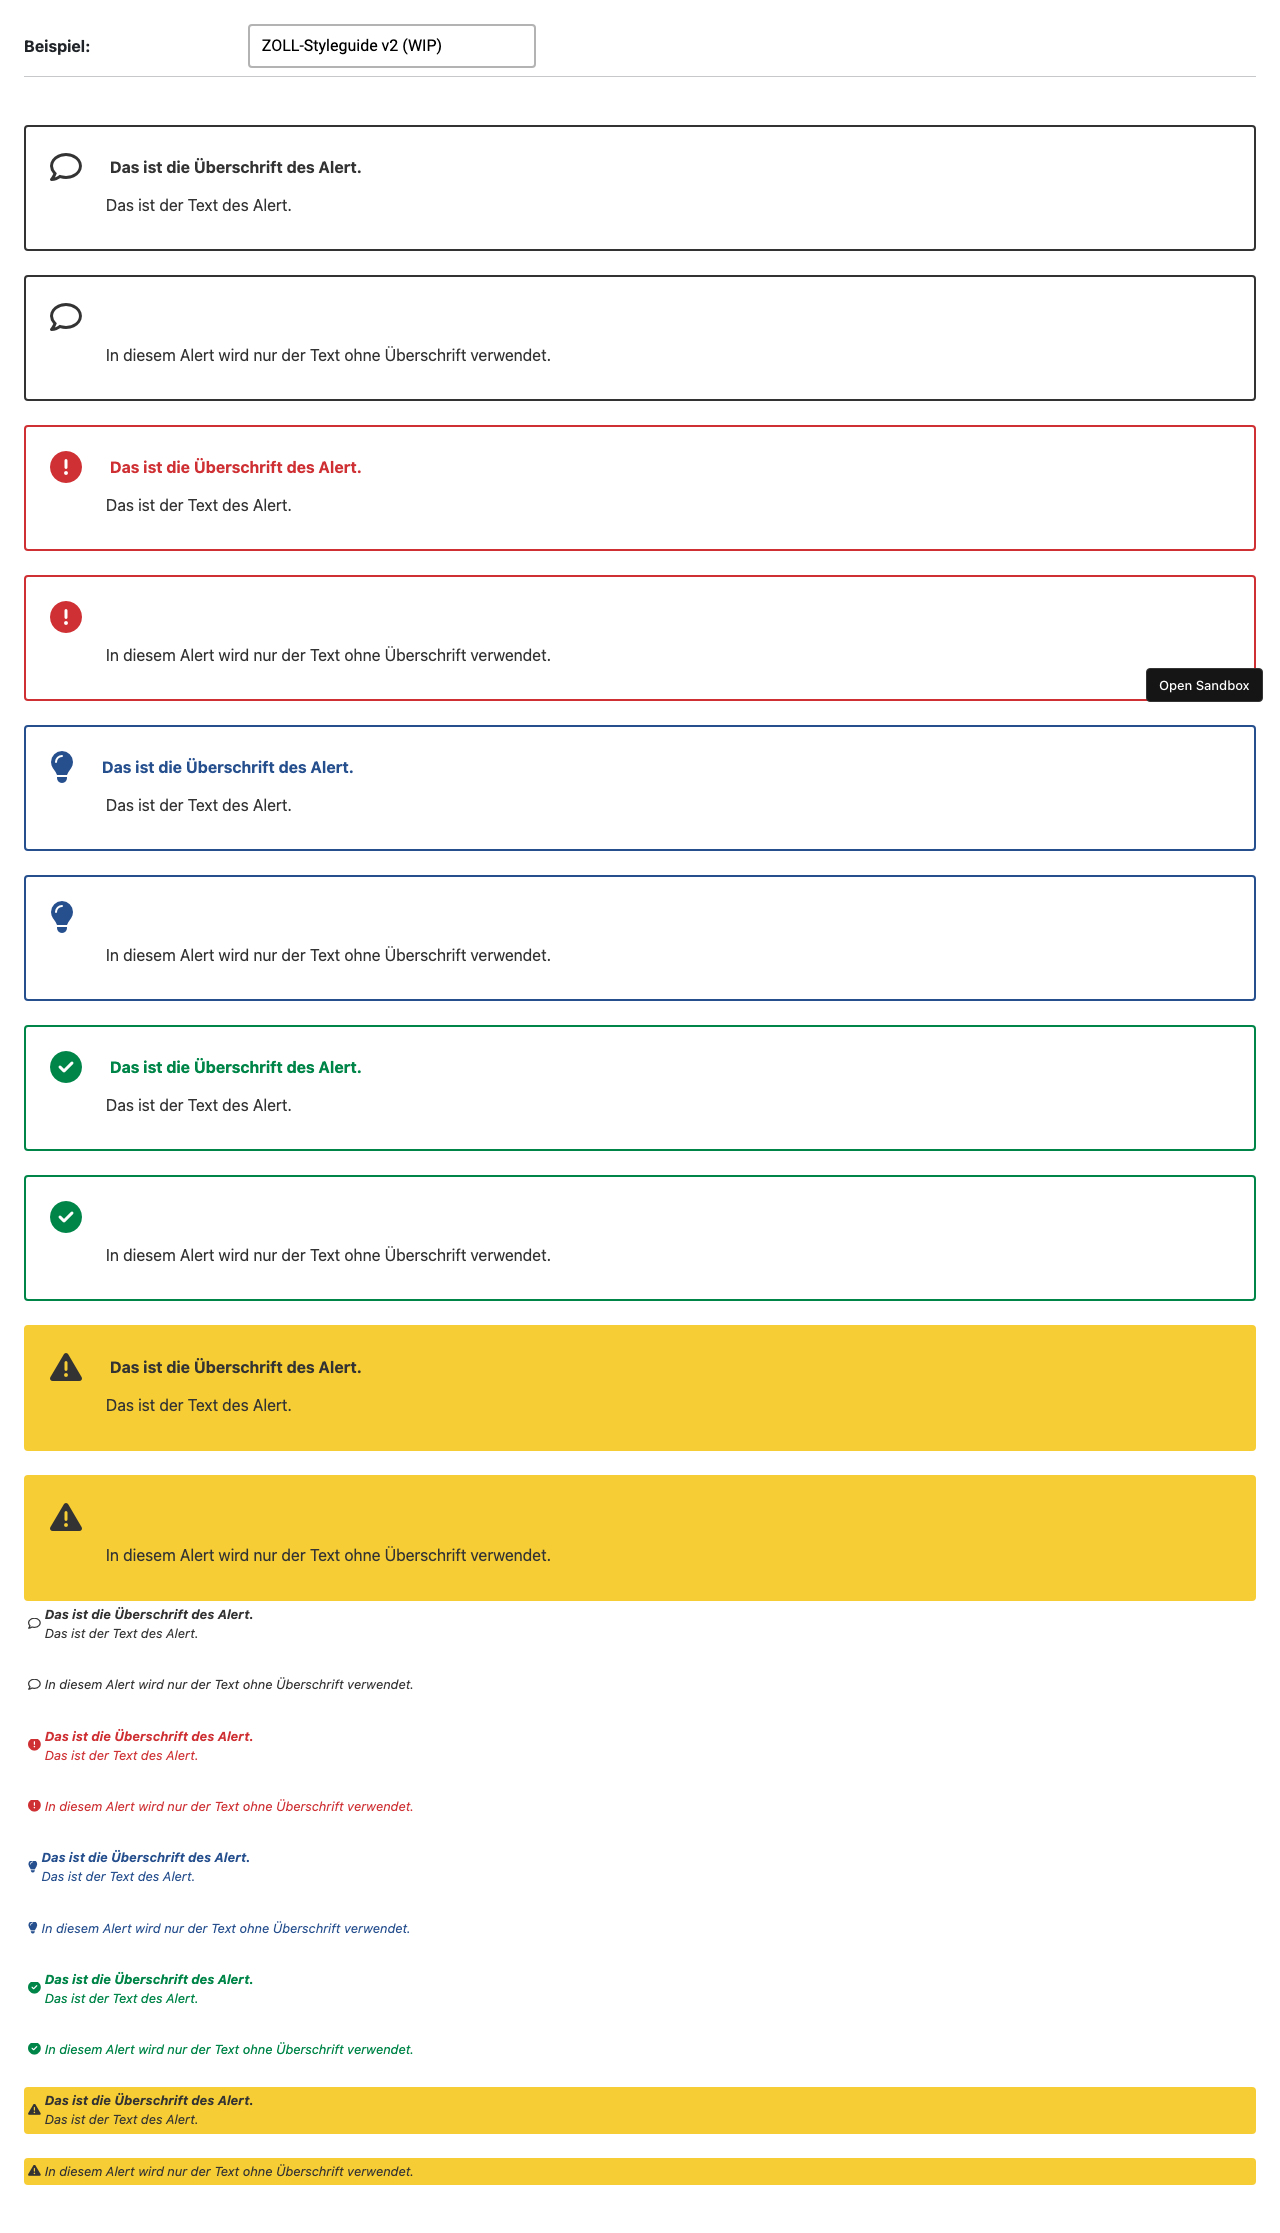 Beispiel:
ZOLL-Styleguide v2 (WIP)
Das ist die Überschrift des Alert.
Das ist der Text des Alert.
In diesem Alert wird nur der Text ohne Überschrift verwendet.
Das ist die Überschrift des Alert.
Das ist der Text des Alert.
In diesem Alert wird nur der Text ohne Überschrift verwendet.
Open Sandbox
Das ist die Überschrift des Alert.
Das ist der Text des Alert.
In diesem Alert wird nur der Text ohne Überschrift verwendet.
Das ist die Überschrift des Alert.
Das ist der Text des Alert.
In diesem Alert wird nur der Text ohne Überschrift verwendet.
Das ist die Überschrift des Alert.
Das ist der Text des Alert.
In diesem Alert wird nur der Text ohne Überschrift verwendet.
Das ist die Überschrift des Alert.
Das ist der Text des Alert.
In diesem Alert wird nur der Text ohne Überschrift verwendet.
Das ist die Überschrift des Alert.
Das ist der Text des Alert.
In diesem Alert wird nur der Text ohne Überschrift verwendet.
Das ist die Überschrift des Alert.
Das ist der Text des Alert.
In diesem Alert wird nur der Text ohne Überschrift verwendet.
Das ist die Überschrift des Alert.
Das ist der Text des Alert.
In diesem Alert wird nur der Text ohne Überschrift verwendet.
Das ist die Überschrift des Alert.
Das ist der Text des Alert.
In diesem Alert wird nur der Text ohne Überschrift verwendet.